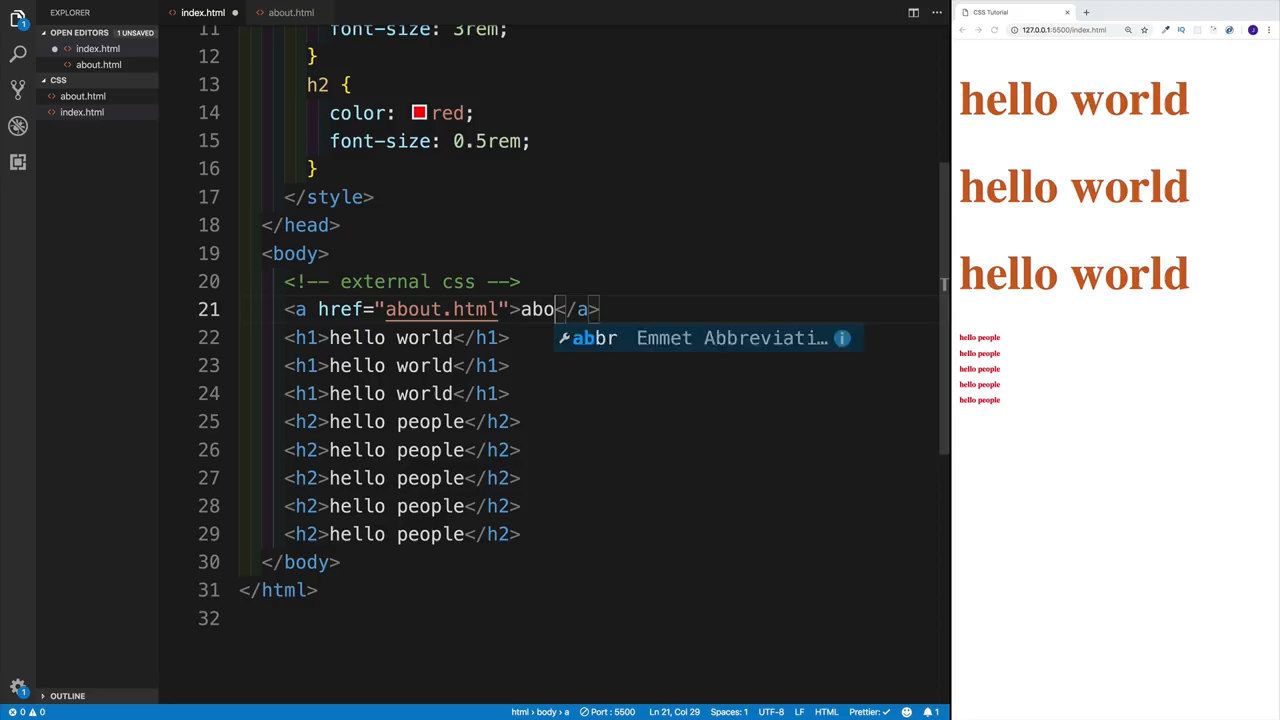 EXPLORER
OPEN EDITORS 1 UNSAVED
index.html
about.html
CSS
about.html
index.html
OUTLINE
index.html
about.html
11 font-size: 3rem;
12 }
13 h2 {
14 color: red;
15 font-size: 0.5rem;
16 }
17 </style>
18 </head>
19 <body>
20 <!-- external css -->
21 <a href="about.html">abo</a>
abbr Emmet Abbreviati…
22 <h1>hello world</h1>
23 <h1>hello world</h1>
24 <h1>hello world</h1>
25 <h2>hello people</h2>
26 <h2>hello people</h2>
27 <h2>hello people</h2>
28 <h2>hello people</h2>
29 <h2>hello people</h2>
30 </body>
31 </html>
32
CSS Tutorial
127.0.0.1:5500/index.html
hello world
hello world
hello world
hello people
hello people
hello people
hello people
hello people
0 0 html › body › a Port : 5500 Ln 21, Col 29 Spaces: 1 UTF-8 LF HTML Prettier: ✓ 1